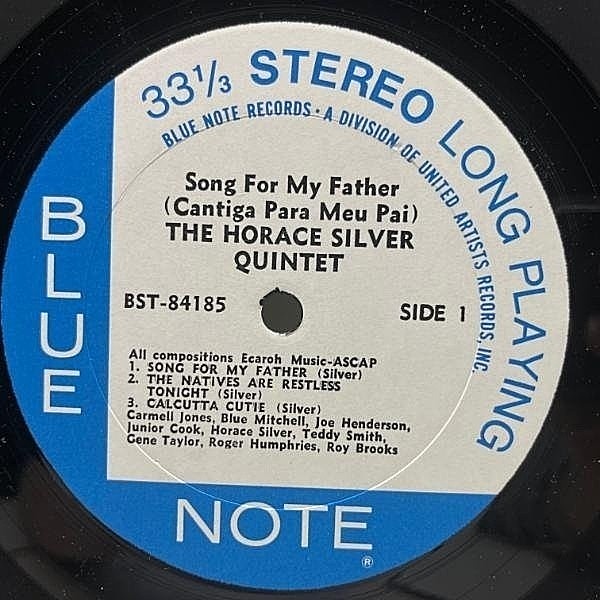 33⅓ STEREO LONG PLAYING
BLUE NOTE RECORDS • A DIVISION OF UNITED ARTISTS RECORDS, INC.
Song For My Father
(Cantiga Para Meu Pai)
THE HORACE SILVER
QUINTET
BST-84185
SIDE 1
All compositions Ecaroh Music-ASCAP
1. SONG FOR MY FATHER (Silver)
2. THE NATIVES ARE RESTLESS
TONIGHT (Silver)
3. CALCUTTA CUTIE (Silver)
Carmell Jones, Blue Mitchell, Joe Henderson,
Junior Cook, Horace Silver, Teddy Smith,
Gene Taylor, Roger Humphries, Roy Brooks
BLUE
NOTE ®